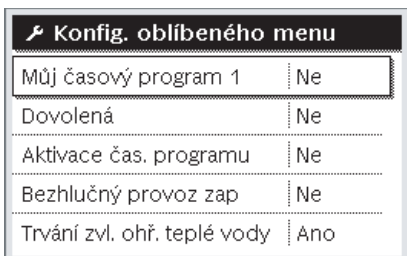 Konfig. oblíbeného menu
Můj časový program 1 Ne
Dovolená Ne
Aktivace čas. programu Ne
Bezhlučný provoz zap Ne
Trvání zvl. ohř. teplé vody Ano